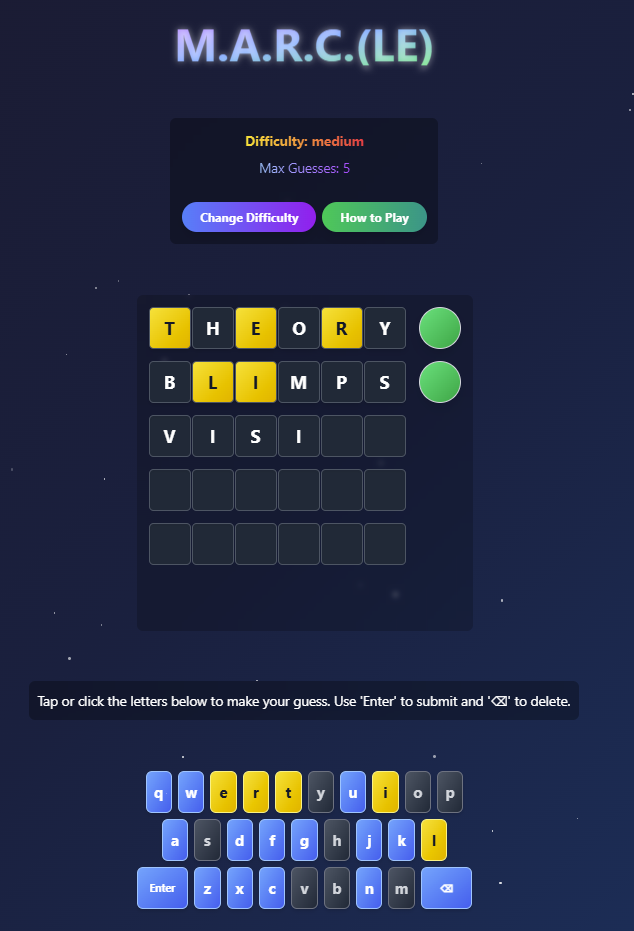 M.A.R.C.(LE)
Difficulty: medium
Max Guesses: 5
Change Difficulty How to Play
T H E O R Y
B L I M P S
V I S I
Tap or click the letters below to make your guess. Use 'Enter' to submit and '⌫' to delete.
q w e r t y u i o p
a s d f g h j k l
Enter z x c v b n m ⌫